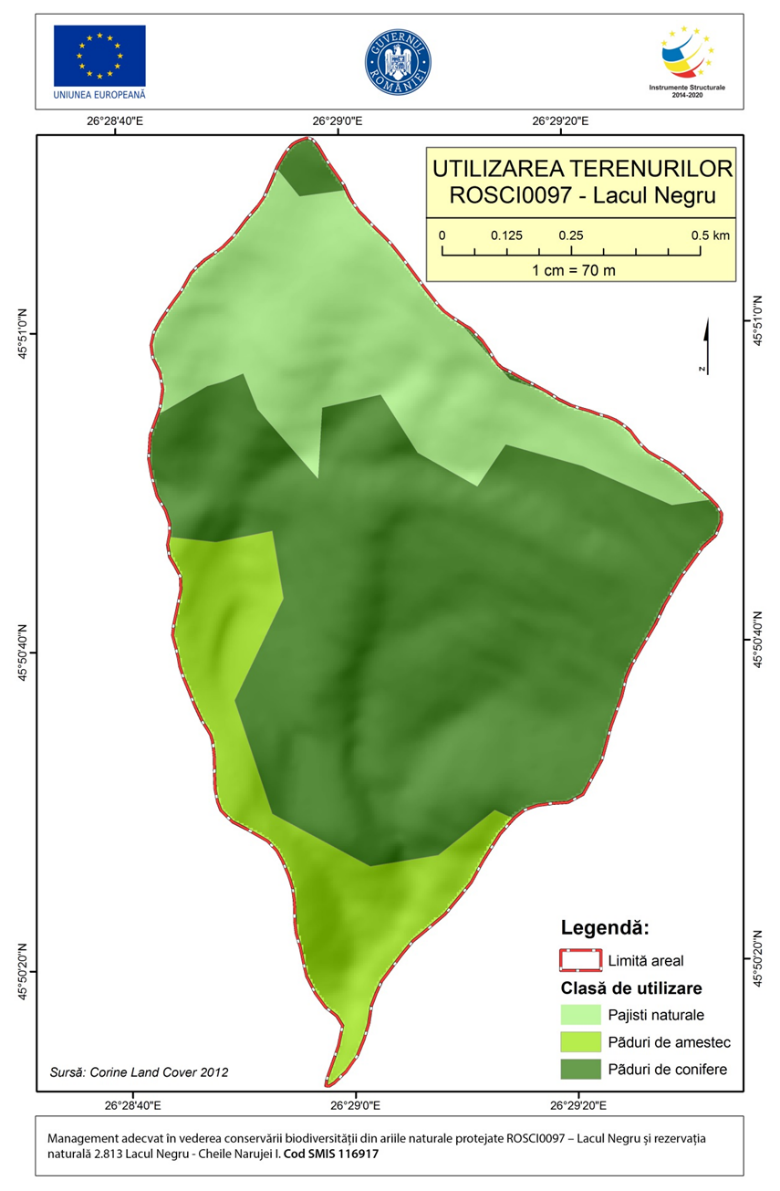 UNIUNEA EUROPEANĂ
GUVERNUL ROMÂNIEI
Instrumente Structurale
2014-2020
26°28'40"E
26°29'0"E
26°29'20"E
UTILIZAREA TERENURILOR
ROSCI0097 - Lacul Negru
0 0.125 0.25 0.5 km
1 cm = 70 m
45°51'0"N
45°51'0"N
N
45°50'40"N
45°50'40"N
45°50'20"N
45°50'20"N
Legendă:
Limită areal
Clasă de utilizare
Pajisti naturale
Păduri de amestec
Păduri de conifere
Sursă: Corine Land Cover 2012
26°28'40"E
26°29'0"E
26°29'20"E
Management adecvat în vederea conservării biodiversității din ariile naturale protejate ROSCI0097 – Lacul Negru și rezervația
naturală 2.813 Lacul Negru - Cheile Narujei I. Cod SMIS 116917